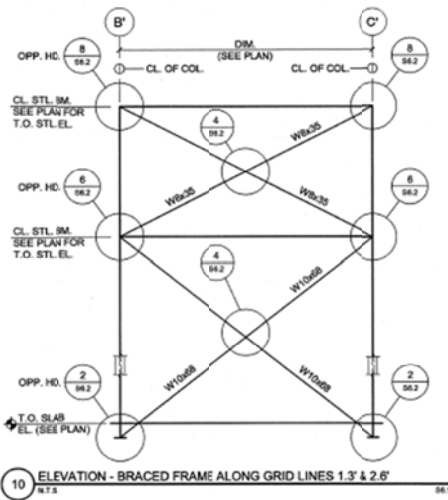 B'
C'
DIM.
(SEE PLAN)
OPP. HD.
8
S6.2
8
S6.2
CL. OF COL.
CL. OF COL.
CL. STL. BM.
SEE PLAN FOR
T.O. STL. EL.
4
S6.2
W8x35
W8x35
W8x35
OPP. HD.
6
S6.2
6
S6.2
CL. STL. BM.
SEE PLAN FOR
T.O. STL. EL.
4
S6.2
W10x68
W10x68
W10x68
OPP. HD.
2
S6.2
2
S6.2
T.O. SLAB
EL. (SEE PLAN)
10
ELEVATION - BRACED FRAME ALONG GRID LINES 1.3' & 2.6'
N.T.S